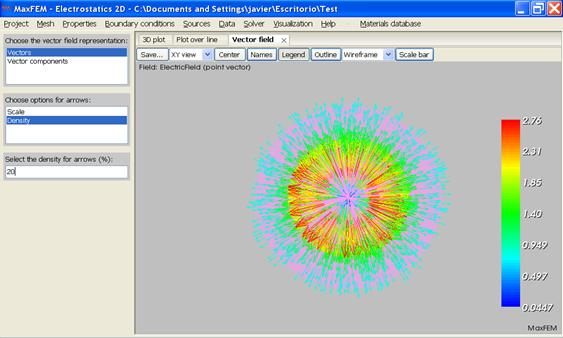 MaxFEM - Electrostatics 2D - C:\Documents and Settings\javier\Escritorio\Test
Project Mesh Properties Boundary conditions Sources Data Solver Visualization Help Materials database
Choose the vector field representation:
Vectors
Vector components
Choose options for arrows:
Scale
Density
Select the density for arrows (%):
20
3D plot Plot over line Vector field
Save... XY view Center Names Legend Outline Wireframe Scale bar
Field: ElectricField (point vector)
2.76
2.31
1.85
1.40
0.949
0.497
0.0447
MaxFEM